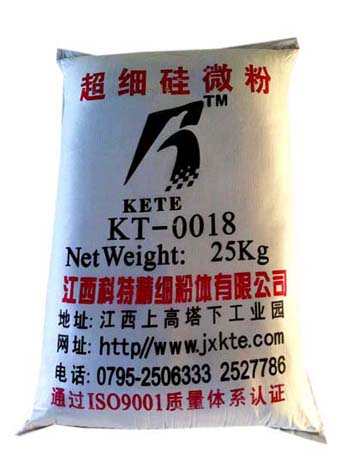 超细硅微粉
TM
KETE
KT-0018
Net Weight: 25Kg
江西科特精细粉体有限公司
地址: 江西上高塔下工业园
网址: http//www.jxkte.com
电话: 0795-2506333 2527786
通过ISO9001质量体系认证